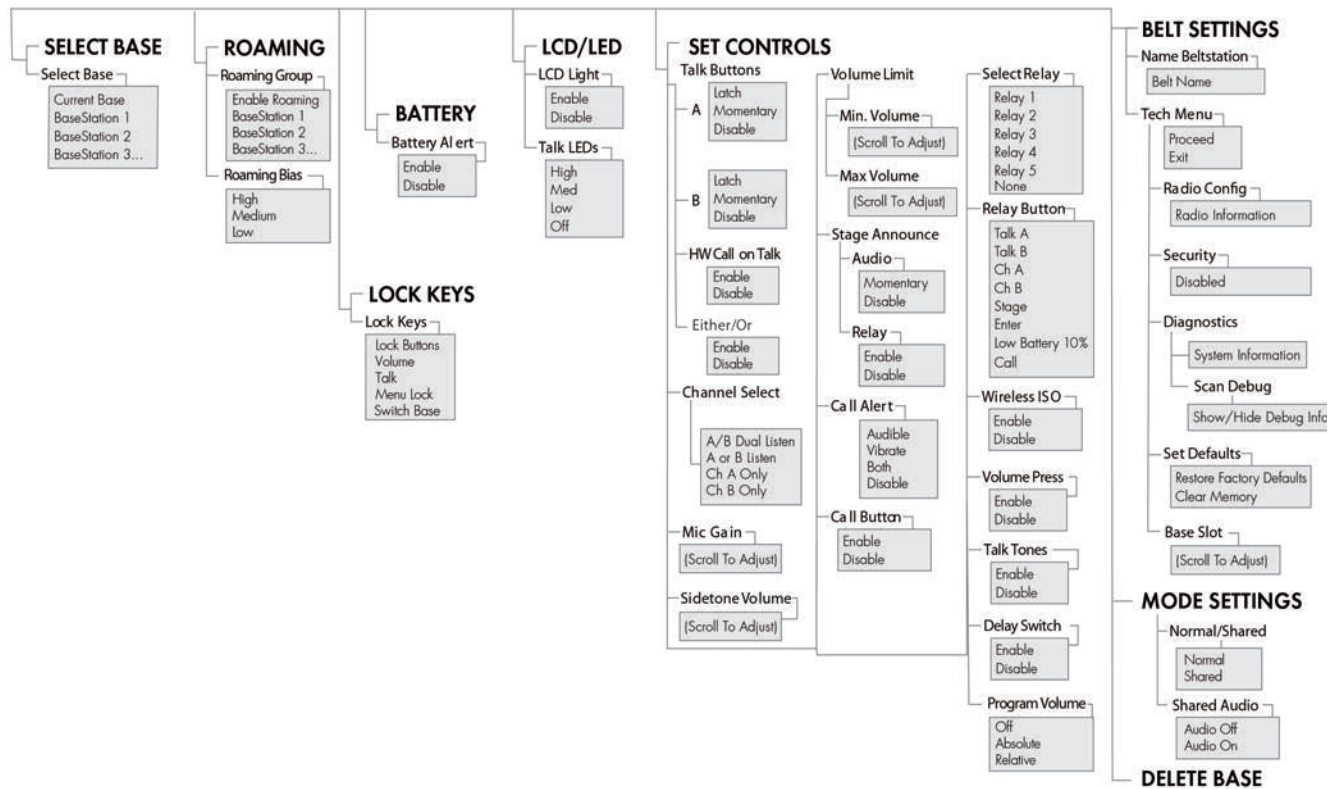 SELECT BASE
Select Base
Current Base
BaseStation 1
BaseStation 2
BaseStation 3...
ROAMING
Roaming Group
Enable Roaming
BaseStation 1
BaseStation 2
BaseStation 3...
Roaming Bias
High
Medium
Low
LOCK KEYS
Lock Keys
Lock Buttons
Volume
Talk
Menu Lock
Switch Base
BATTERY
Battery Alert
Enable
Disable
LCD/LED
LCD Light
Enable
Disable
Talk LEDs
High
Med
Low
Off
SET CONTROLS
Talk Buttons
A
Latch
Momentary
Disable
B
Latch
Momentary
Disable
HW Call on Talk
Enable
Disable
Either/Or
Enable
Disable
Channel Select
A/B Dual Listen
A or B Listen
Ch A Only
Ch B Only
Mic Gain
(Scroll To Adjust)
Sidetone Volume
(Scroll To Adjust)
Volume Limit
Min. Volume
(Scroll To Adjust)
Max Volume
(Scroll To Adjust)
Stage Announce
Audio
Momentary
Disable
Relay
Enable
Disable
Call Alert
Audible
Vibrate
Both
Disable
Call Button
Enable
Disable
Select Relay
Relay 1
Relay 2
Relay 3
Relay 4
Relay 5
None
Relay Button
Talk A
Talk B
Ch A
Ch B
Stage
Enter
Low Battery 10%
Call
Wireless ISO
Enable
Disable
Volume Press
Enable
Disable
Talk Tones
Enable
Disable
Delay Switch
Enable
Disable
Program Volume
Off
Absolute
Relative
BELT SETTINGS
Name Beltstation
Belt Name
Tech Menu
Proceed
Exit
Radio Config
Radio Information
Security
Disabled
Diagnostics
System Information
Scan Debug
Show/Hide Debug Info
Set Defaults
Restore Factory Defaults
Clear Memory
Base Slot
(Scroll To Adjust)
MODE SETTINGS
Normal/Shared
Normal
Shared
Shared Audio
Audio Off
Audio On
DELETE BASE